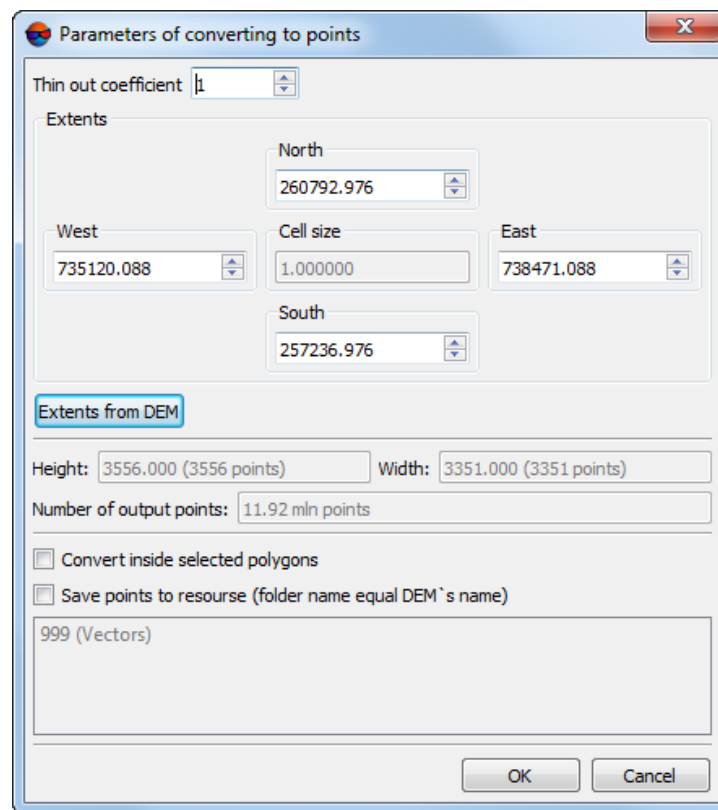 Parameters of converting to points
Thin out coefficient 1
Extents
North
260792.976
West Cell size East
735120.088 1.000000 738471.088
South
257236.976
Extents from DEM
Height: 3556.000 (3556 points) Width: 3351.000 (3351 points)
Number of output points: 11.92 mln points
Convert inside selected polygons
Save points to resourse (folder name equal DEM`s name)
999 (Vectors)
OK Cancel